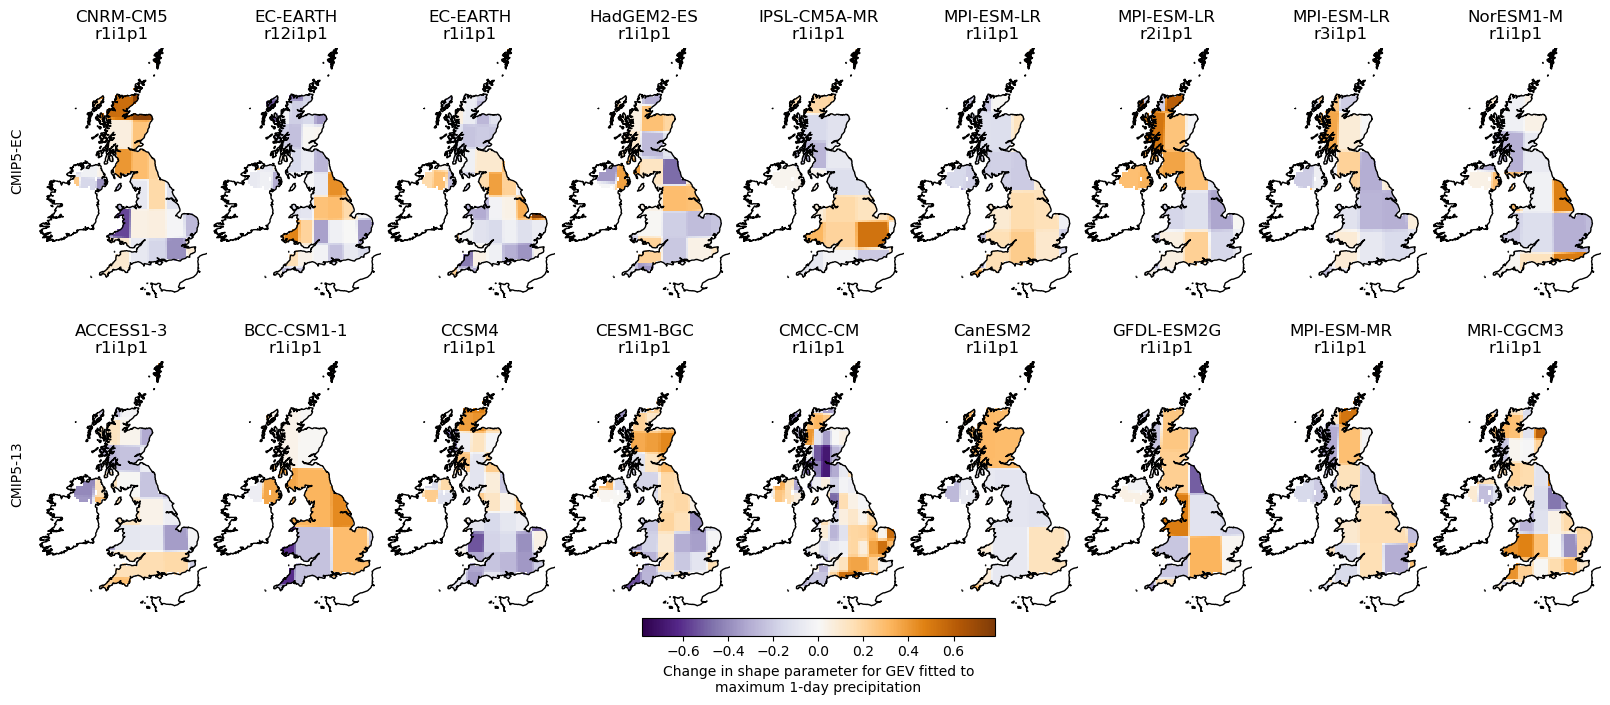 CNRM-CM5 EC-EARTH EC-EARTH HadGEM2-ES IPSL-CM5A-MR MPI-ESM-LR MPI-ESM-LR MPI-ESM-LR NorESM1-M
r1i1p1 r12i1p1 r1i1p1 r1i1p1 r1i1p1 r1i1p1 r2i1p1 r3i1p1 r1i1p1
CMIP5-EC
ACCESS1-3 BCC-CSM1-1 CCSM4 CESM1-BGC CMCC-CM CanESM2 GFDL-ESM2G MPI-ESM-MR MRI-CGCM3
r1i1p1 r1i1p1 r1i1p1 r1i1p1 r1i1p1 r1i1p1 r1i1p1 r1i1p1 r1i1p1
CMIP5-13
−0.6 −0.4 −0.2 0.0 0.2 0.4 0.6
Change in shape parameter for GEV fitted to
maximum 1-day precipitation